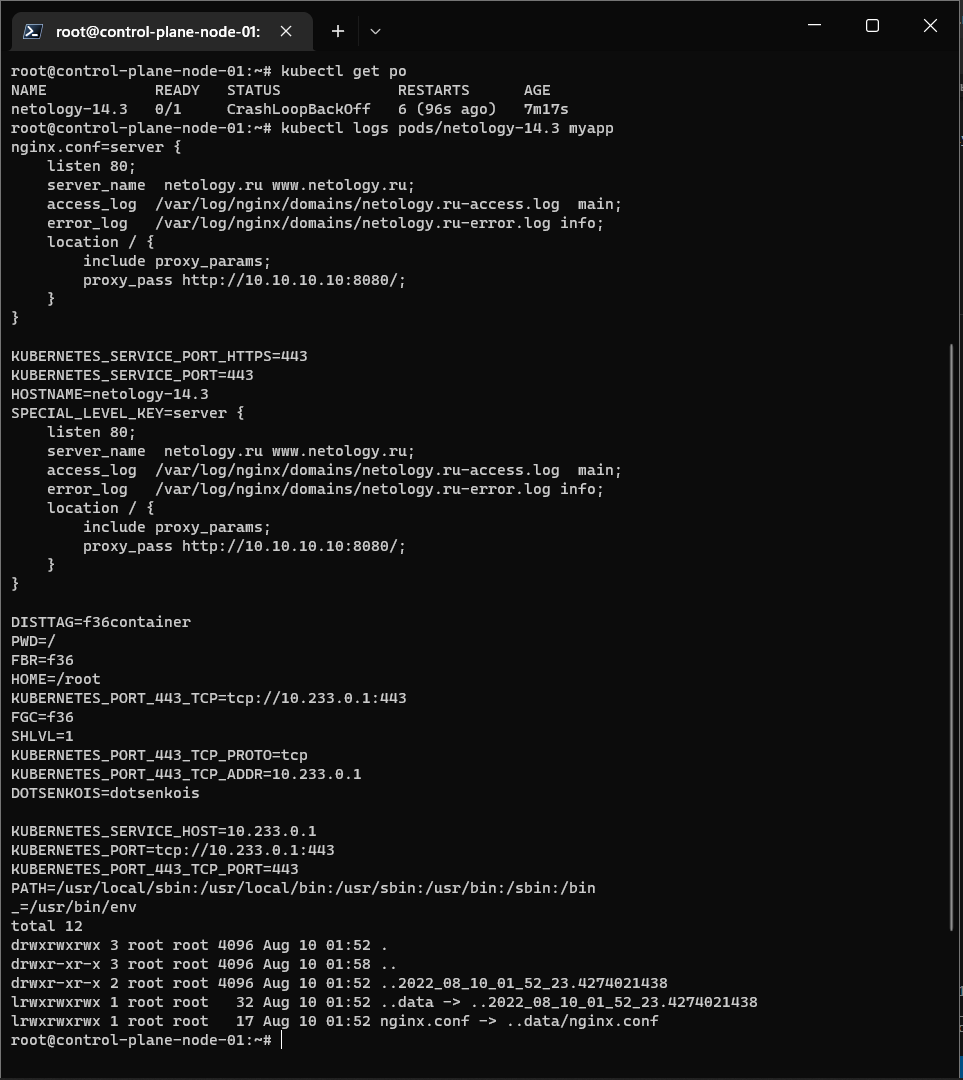 root@control-plane-node-01:
root@control-plane-node-01:~# kubectl get po
NAME            READY   STATUS             RESTARTS      AGE
netology-14.3   0/1     CrashLoopBackOff   6 (96s ago)   7m17s
root@control-plane-node-01:~# kubectl logs pods/netology-14.3 myapp
nginx.conf=server {
    listen 80;
    server_name  netology.ru www.netology.ru;
    access_log  /var/log/nginx/domains/netology.ru-access.log  main;
    error_log   /var/log/nginx/domains/netology.ru-error.log info;
    location / {
        include proxy_params;
        proxy_pass http://10.10.10.10:8080/;
    }
}

KUBERNETES_SERVICE_PORT_HTTPS=443
KUBERNETES_SERVICE_PORT=443
HOSTNAME=netology-14.3
SPECIAL_LEVEL_KEY=server {
    listen 80;
    server_name  netology.ru www.netology.ru;
    access_log  /var/log/nginx/domains/netology.ru-access.log  main;
    error_log   /var/log/nginx/domains/netology.ru-error.log info;
    location / {
        include proxy_params;
        proxy_pass http://10.10.10.10:8080/;
    }
}

DISTTAG=f36container
PWD=/
FBR=f36
HOME=/root
KUBERNETES_PORT_443_TCP=tcp://10.233.0.1:443
FGC=f36
SHLVL=1
KUBERNETES_PORT_443_TCP_PROTO=tcp
KUBERNETES_PORT_443_TCP_ADDR=10.233.0.1
DOTSENKOIS=dotsenkois

KUBERNETES_SERVICE_HOST=10.233.0.1
KUBERNETES_PORT=tcp://10.233.0.1:443
KUBERNETES_PORT_443_TCP_PORT=443
PATH=/usr/local/sbin:/usr/local/bin:/usr/sbin:/usr/bin:/sbin:/bin
_=/usr/bin/env
total 12
drwxrwxrwx 3 root root 4096 Aug 10 01:52 .
drwxr-xr-x 3 root root 4096 Aug 10 01:58 ..
drwxr-xr-x 2 root root 4096 Aug 10 01:52 ..2022_08_10_01_52_23.4274021438
lrwxrwxrwx 1 root root   32 Aug 10 01:52 ..data -> ..2022_08_10_01_52_23.4274021438
lrwxrwxrwx 1 root root   17 Aug 10 01:52 nginx.conf -> ..data/nginx.conf
root@control-plane-node-01:~#